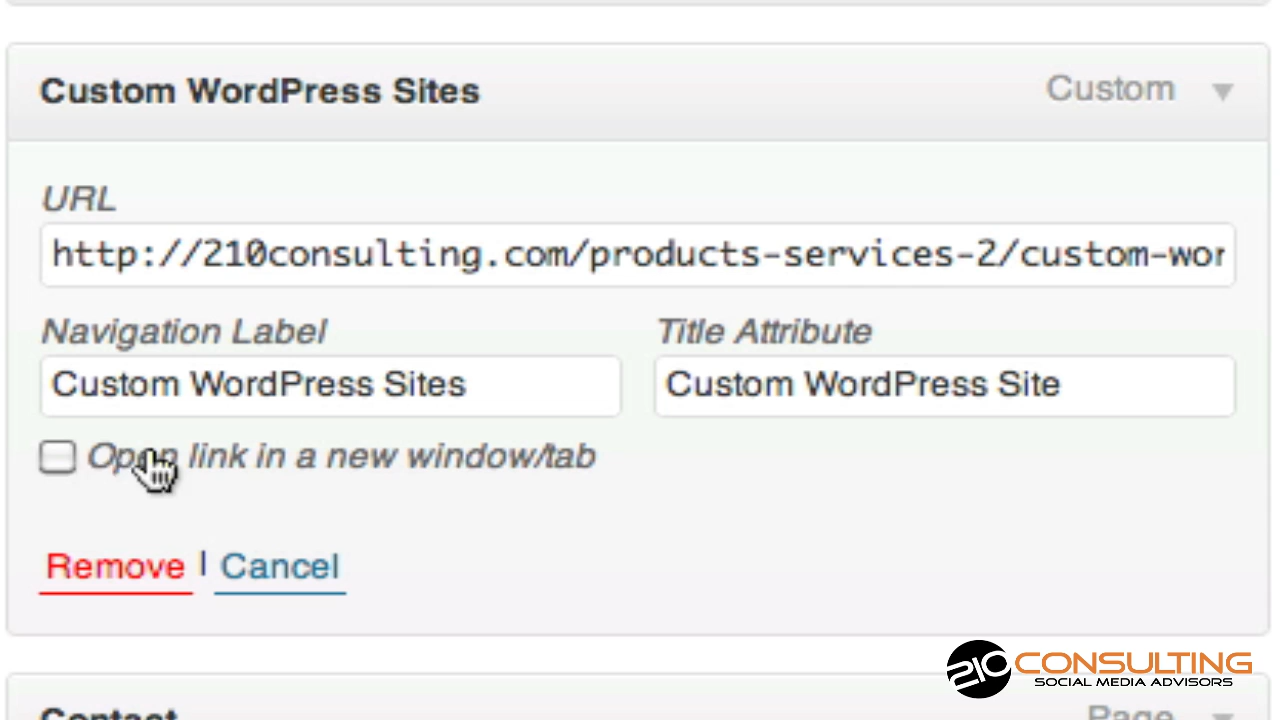 Custom WordPress Sites Custom
URL
http://210consulting.com/products-services-2/custom-wor
Navigation Label Title Attribute
Custom WordPress Sites Custom WordPress Site
Open link in a new window/tab
Remove | Cancel
210 CONSULTING
SOCIAL MEDIA ADVISORS
Contact Page